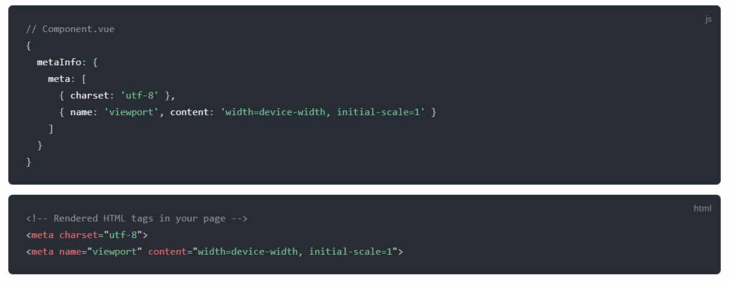 js
// Component.vue
{
  metaInfo: {
    meta: [
      { charset: 'utf-8' },
      { name: 'viewport', content: 'width=device-width, initial-scale=1' }
    ]
  }
}
html
<!-- Rendered HTML tags in your page -->
<meta charset="utf-8">
<meta name="viewport" content="width=device-width, initial-scale=1">